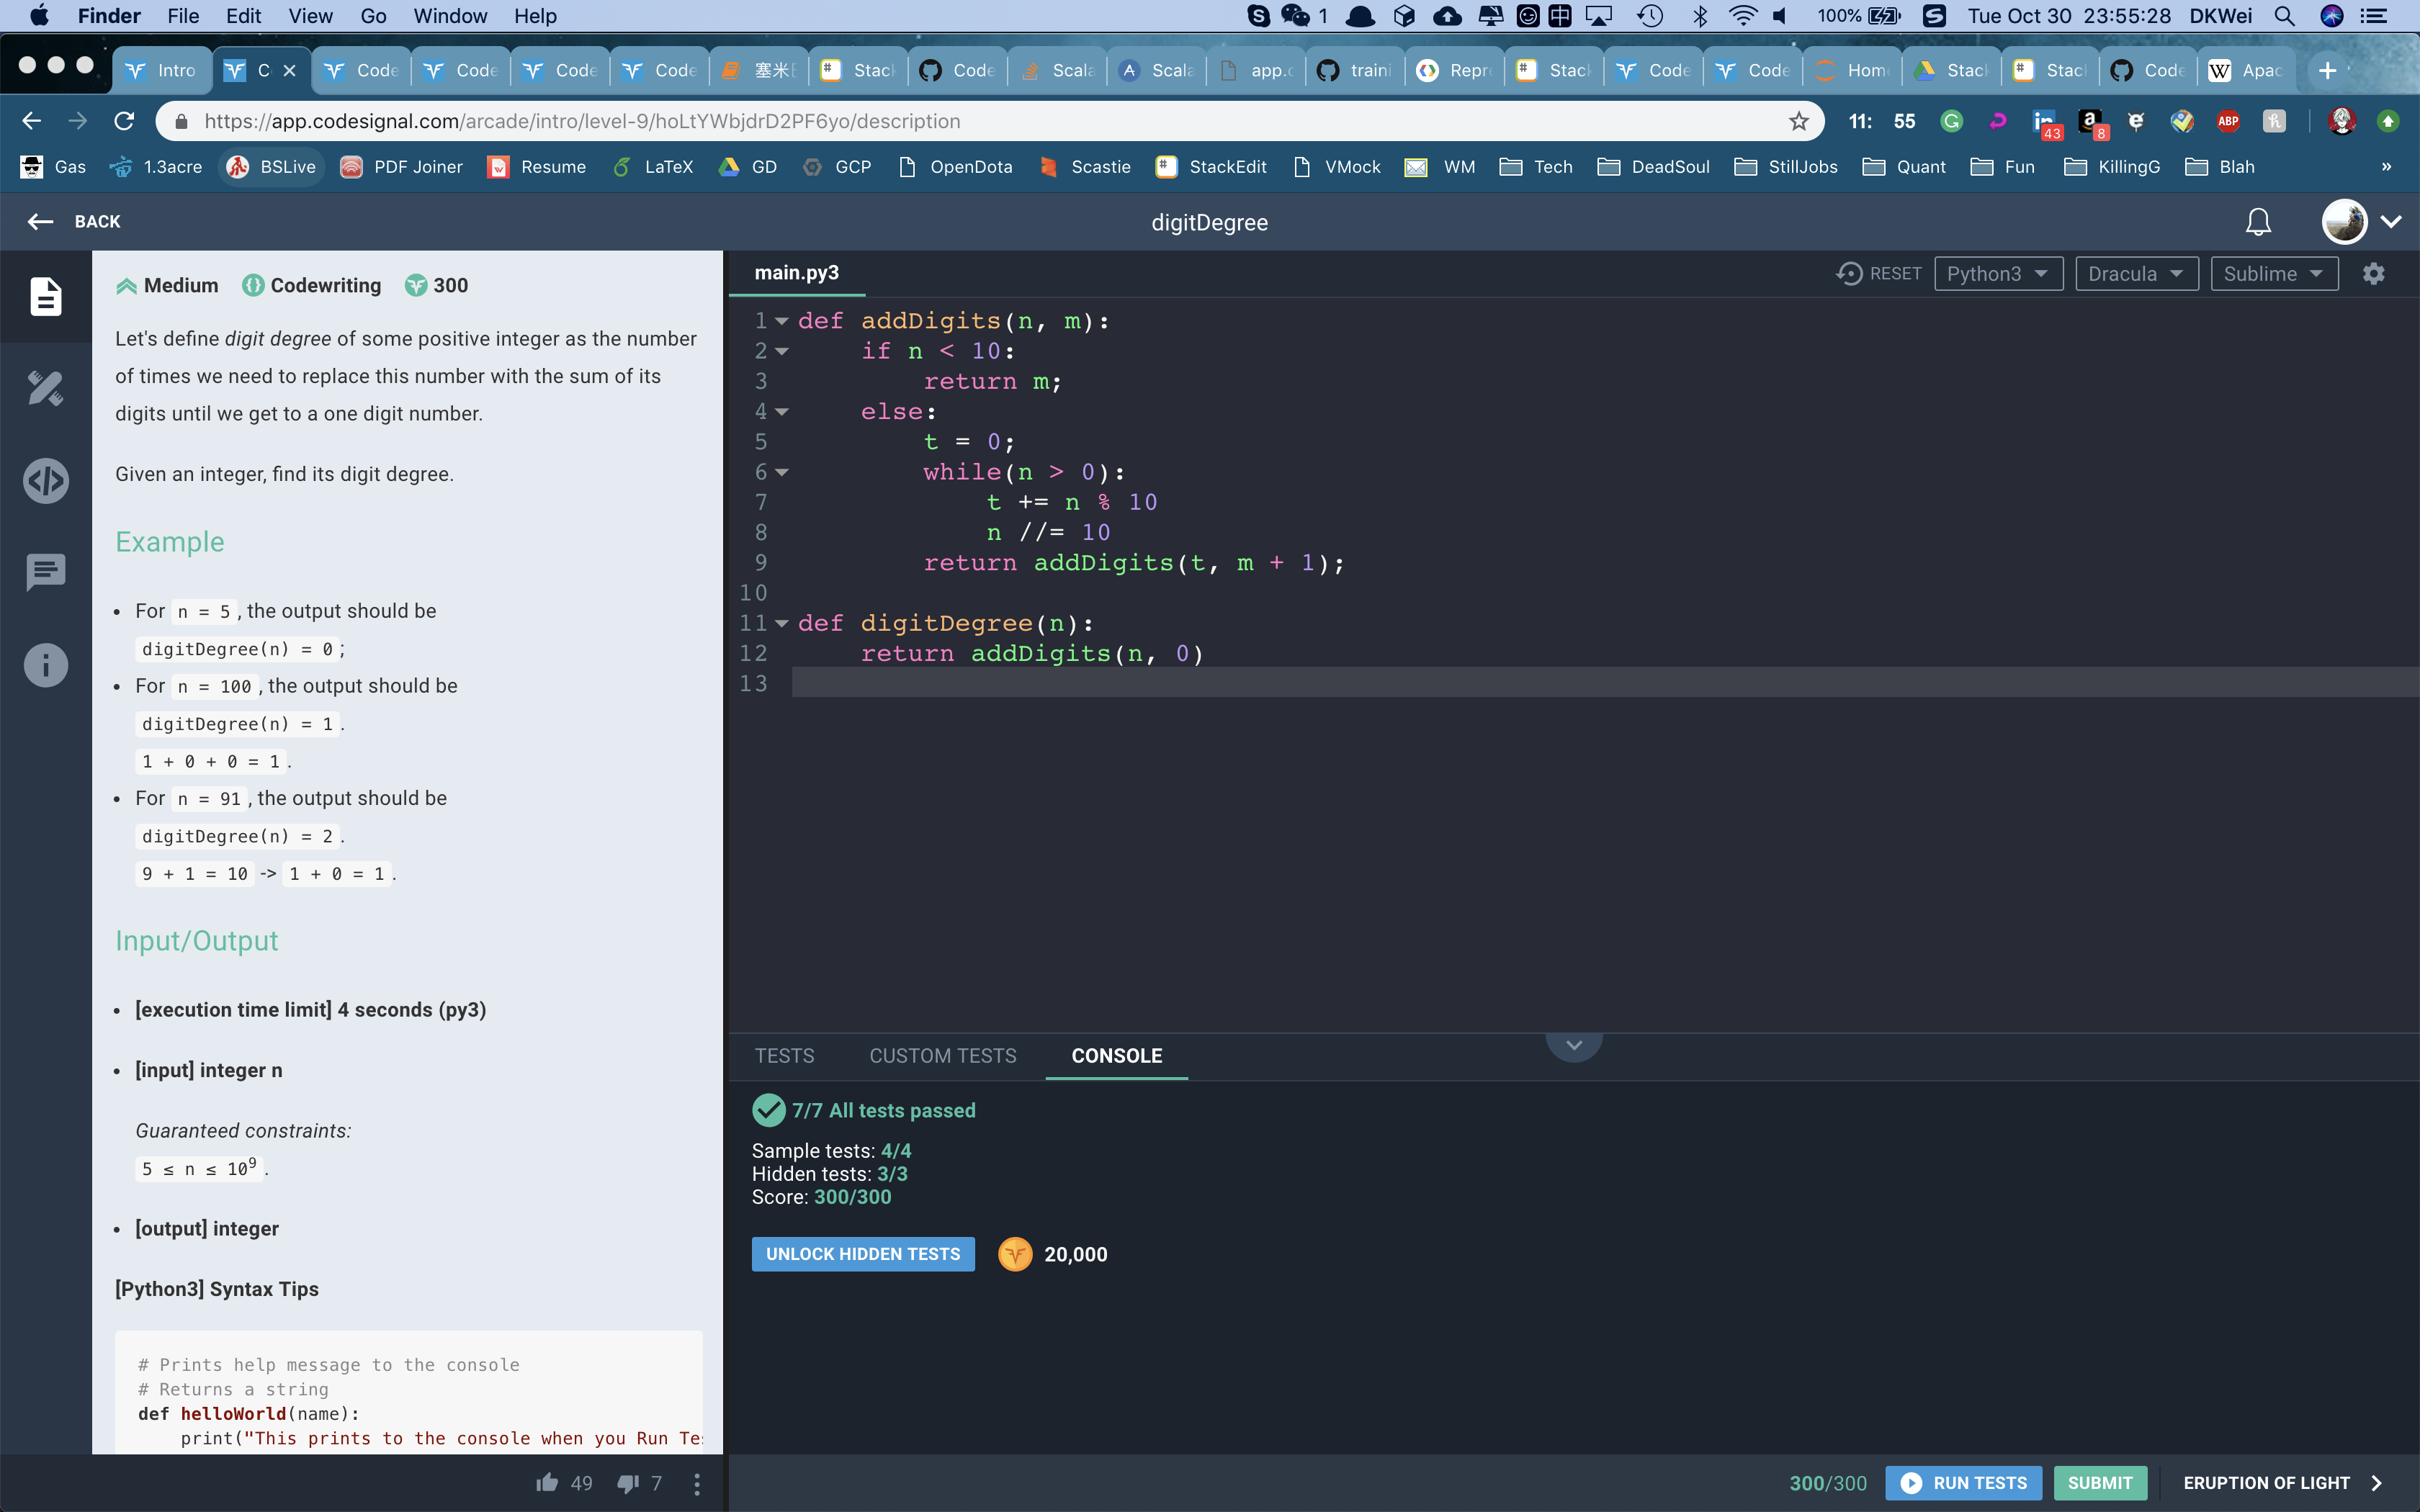 Finder File Edit View Go Window Help 1 100% Tue Oct 30 23:55:28 DKWei
Intro C Code Code Code Code 塞米 Stac Code Scala Scala app.c traini Repr Stac Code Code Hom Stac Stac Code Apac
https://app.codesignal.com/arcade/intro/level-9/hoLtYWbjdrD2PF6yo/description 11: 55 43 8 ABP
Gas 1.3acre BSLive PDF Joiner Resume LaTeX GD GCP OpenDota Scastie StackEdit VMock WM Tech DeadSoul StillJobs Quant Fun KillingG Blah »
BACK
digitDegree
Medium Codewriting 300
Let's define digit degree of some positive integer as the number
of times we need to replace this number with the sum of its
digits until we get to a one digit number.
Given an integer, find its digit degree.
Example
• For n = 5, the output should be
digitDegree(n) = 0;
• For n = 100, the output should be
digitDegree(n) = 1.
1 + 0 + 0 = 1.
• For n = 91, the output should be
digitDegree(n) = 2.
9 + 1 = 10 -> 1 + 0 = 1.
Input/Output
• [execution time limit] 4 seconds (py3)
• [input] integer n
Guaranteed constraints:
5 ≤ n ≤ 10⁹.
• [output] integer
[Python3] Syntax Tips
# Prints help message to the console
# Returns a string
def helloWorld(name):
print("This prints to the console when you Run Te
49 7
main.py3
RESET Python3 Dracula Sublime
1 def addDigits(n, m):
2     if n < 10:
3         return m;
4     else:
5         t = 0;
6         while(n > 0):
7             t += n % 10
8             n //= 10
9         return addDigits(t, m + 1);
10
11 def digitDegree(n):
12     return addDigits(n, 0)
13
TESTS CUSTOM TESTS CONSOLE
7/7 All tests passed
Sample tests: 4/4
Hidden tests: 3/3
Score: 300/300
UNLOCK HIDDEN TESTS 20,000
300/300 RUN TESTS SUBMIT ERUPTION OF LIGHT